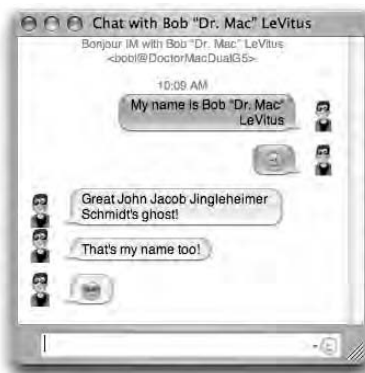 Chat with Bob "Dr. Mac" LeVitus
Bonjour IM with Bob "Dr. Mac" LeVitus
<bobl@DoctorMacDualG5>
10:09 AM
My name is Bob "Dr. Mac"
LeVitus
Great John Jacob Jingleheimer
Schmidt's ghost!
That's my name too!